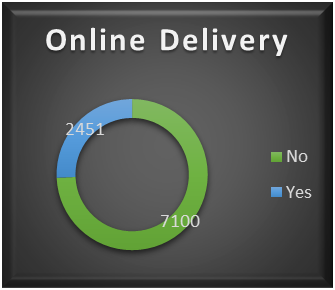 Online Delivery
2451
7100
No
Yes